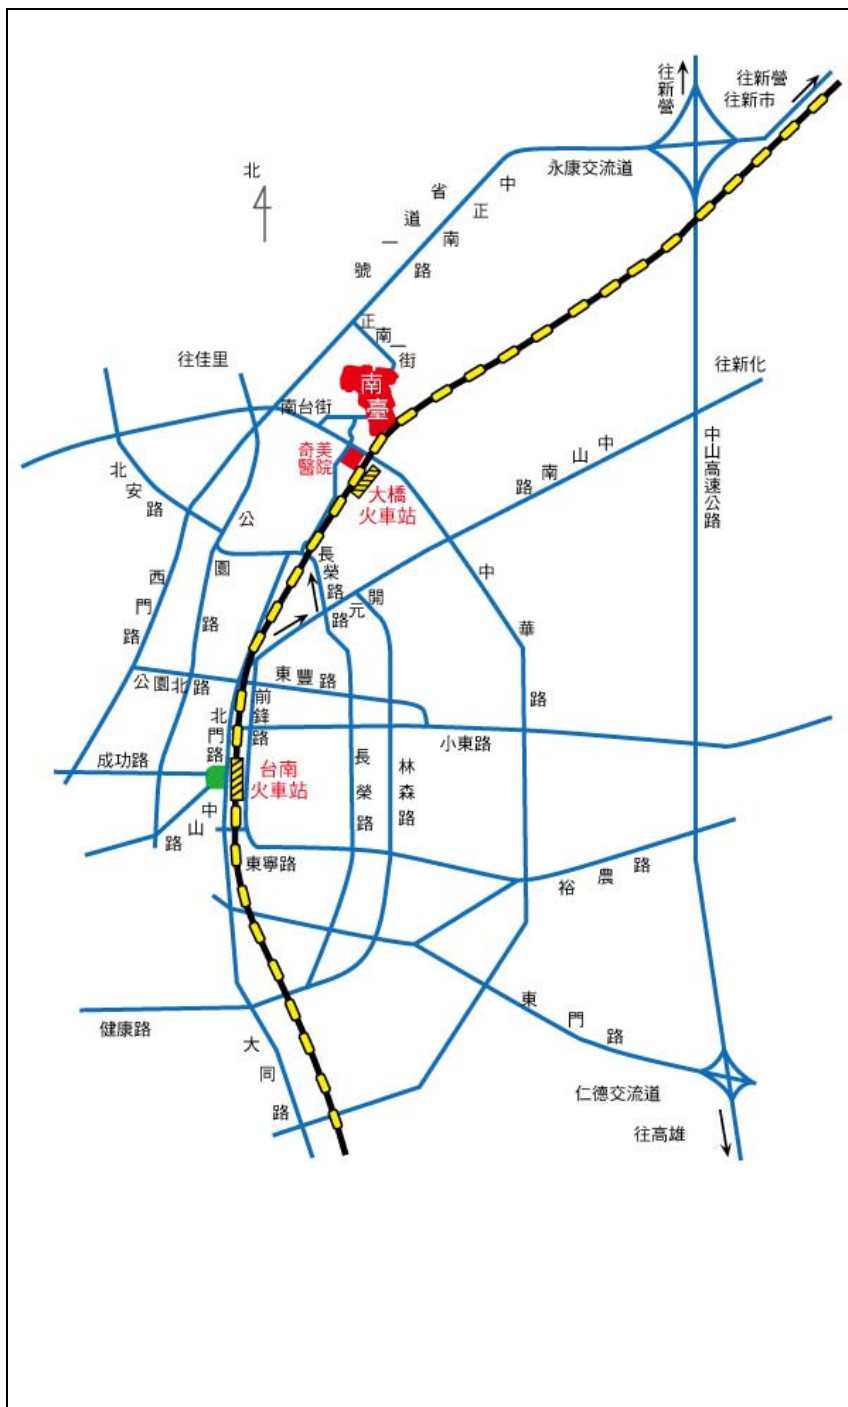 往新營
往新營
往新市
北
永康交流道
省道一號
中正南路
正南一街
往佳里
往新化
南臺
南台街
奇美
醫院
大橋
火車站
中山南路
中山高速公路
北安路
公園路
西門路
長榮路
開元路
中華路
公園北路
東豐路
北門路
前鋒路
小東路
成功路
台南
火車站
長榮路
林森路
中山路
東寧路
裕農路
健康路
大同路
東門路
仁德交流道
往高雄